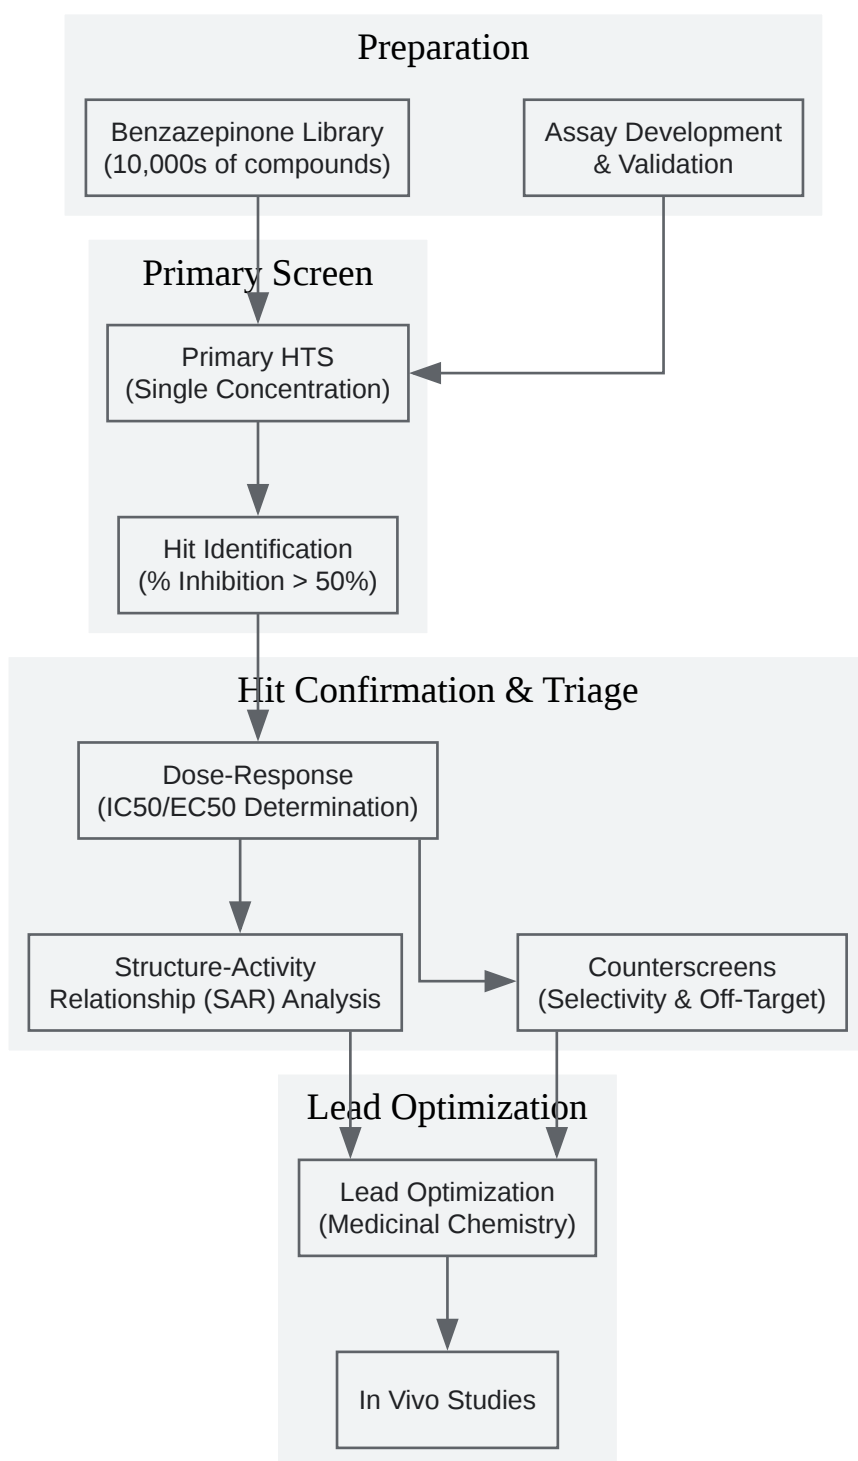 Preparation
Benzazepinone Library
(10,000s of compounds)
Assay Development
& Validation
Primary Screen
Primary HTS
(Single Concentration)
Hit Identification
(% Inhibition > 50%)
Hit Confirmation & Triage
Dose-Response
(IC50/EC50 Determination)
Structure-Activity
Relationship (SAR) Analysis
Counterscreens
(Selectivity & Off-Target)
Lead Optimization
Lead Optimization
(Medicinal Chemistry)
In Vivo Studies